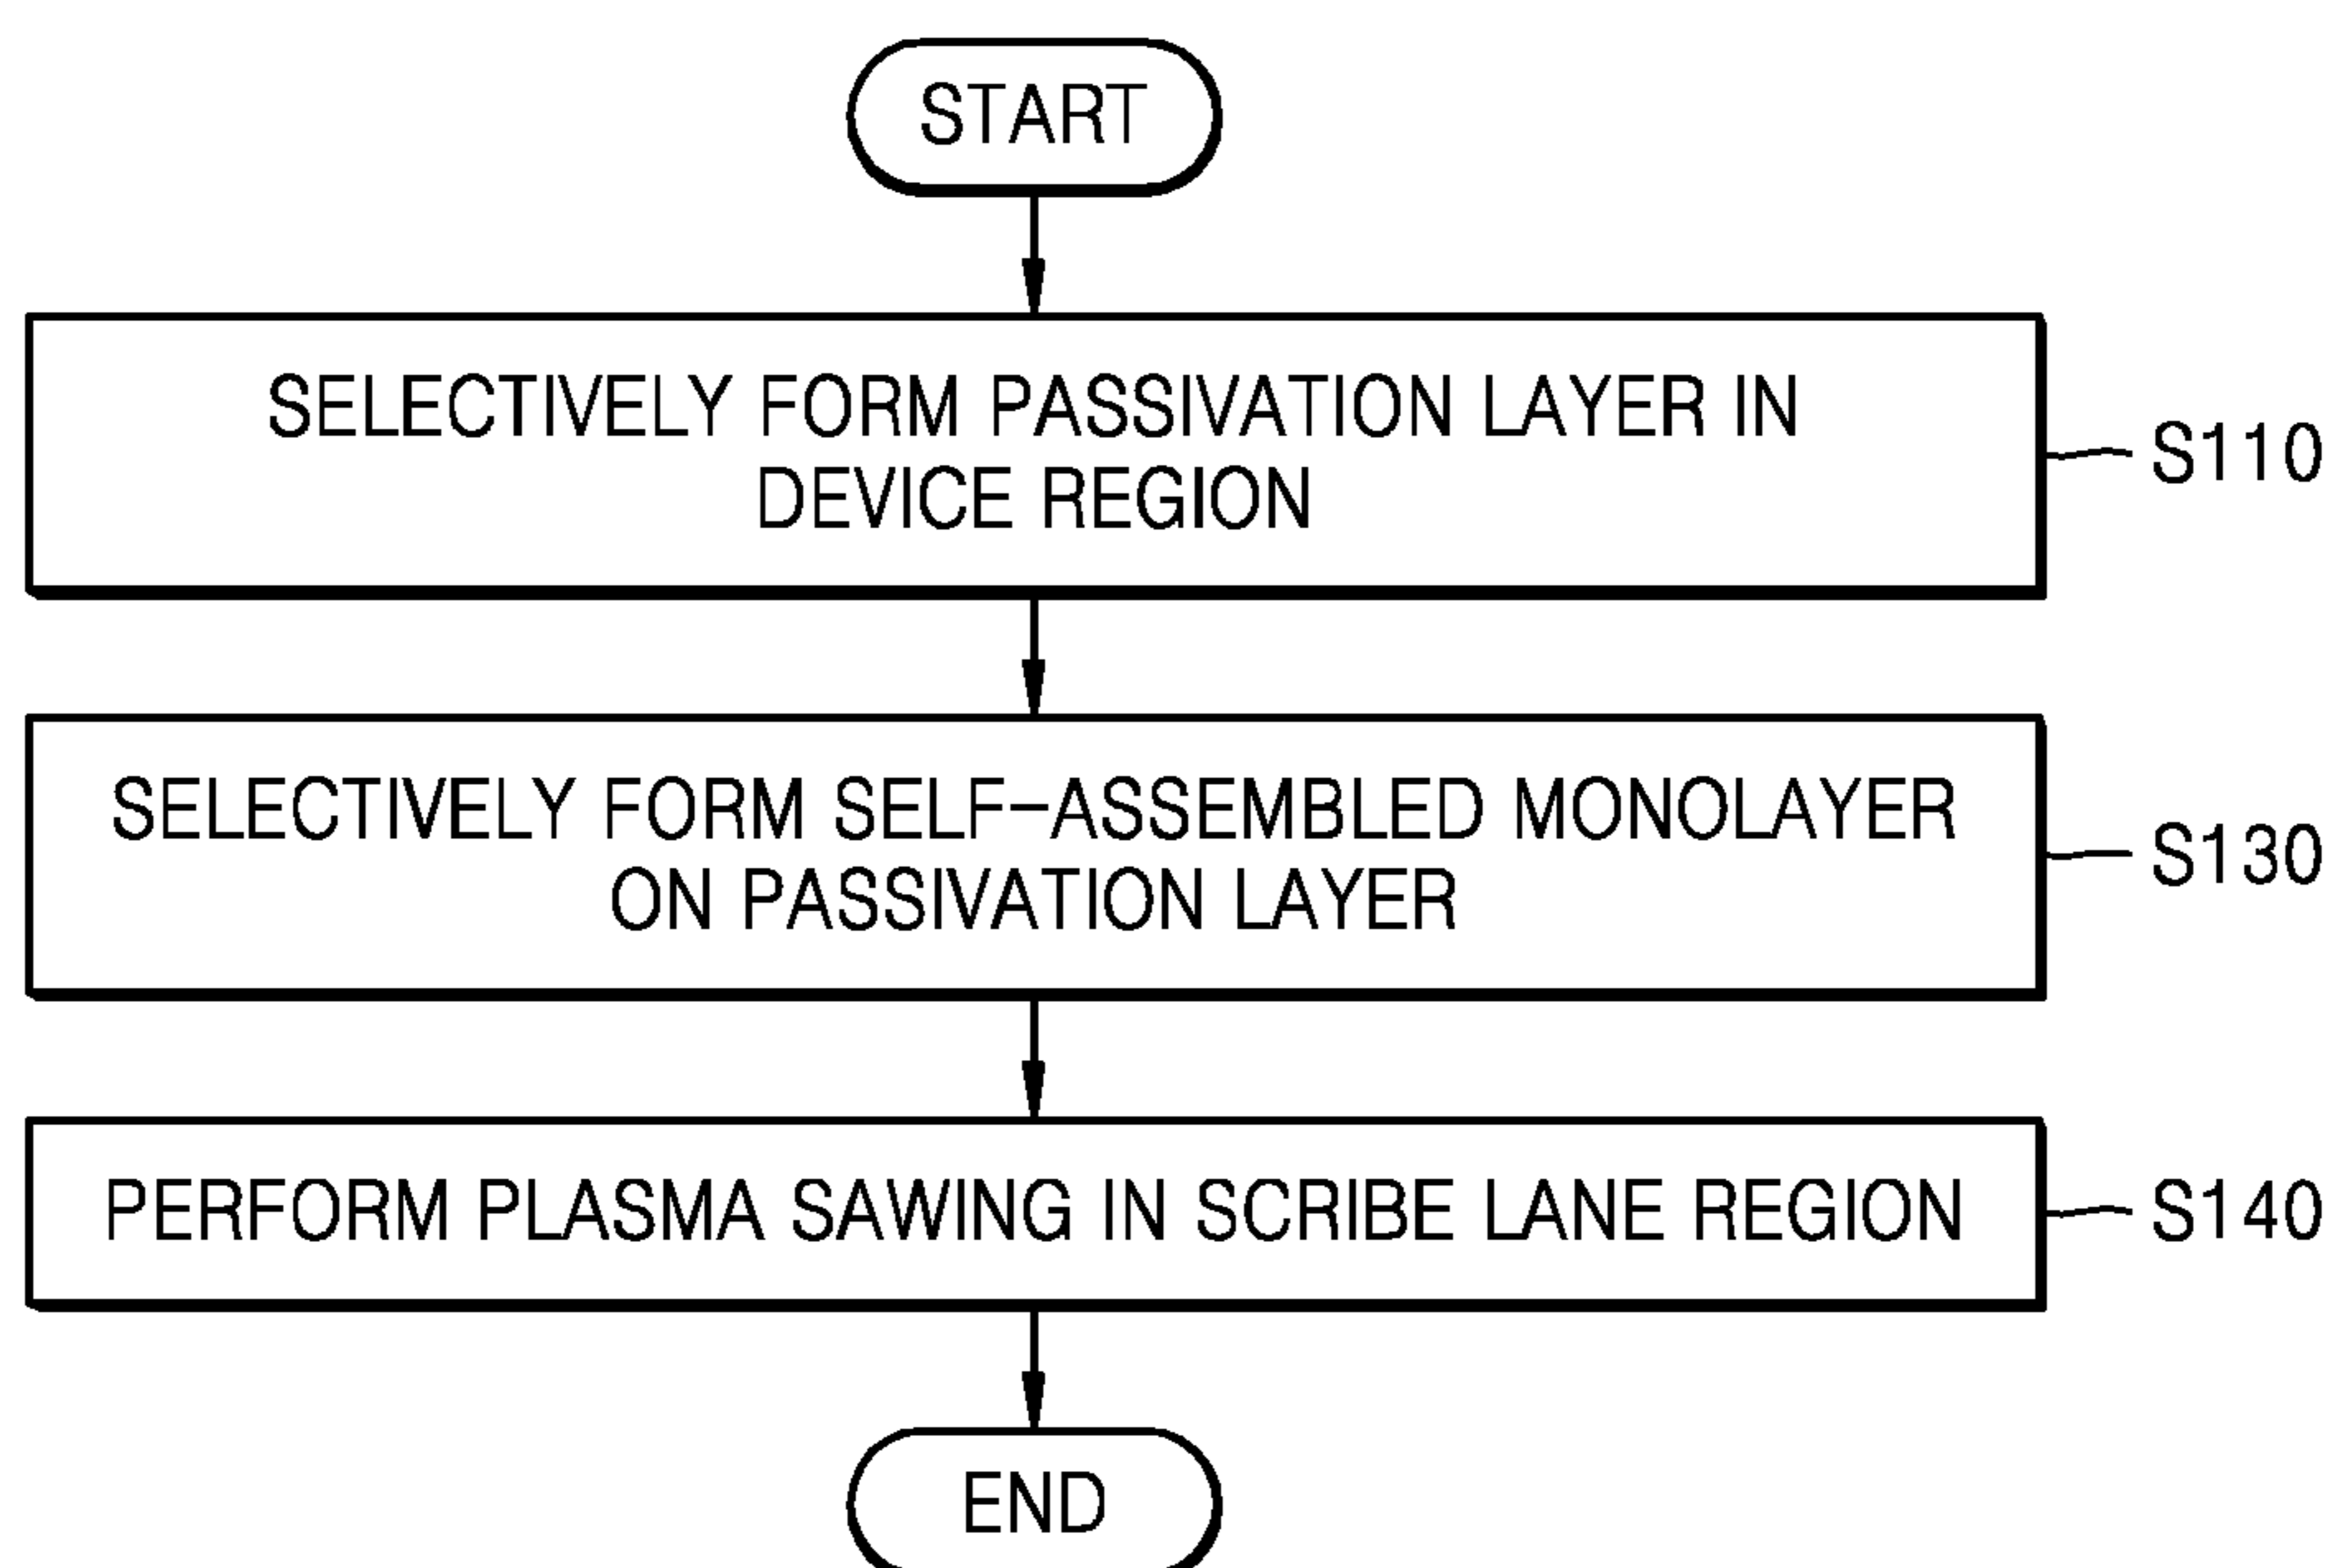 START
SELECTIVELY FORM PASSIVATION LAYER IN
DEVICE REGION
S110
SELECTIVELY FORM SELF-ASSEMBLED MONOLAYER
ON PASSIVATION LAYER
S130
PERFORM PLASMA SAWING IN SCRIBE LANE REGION
S140
END